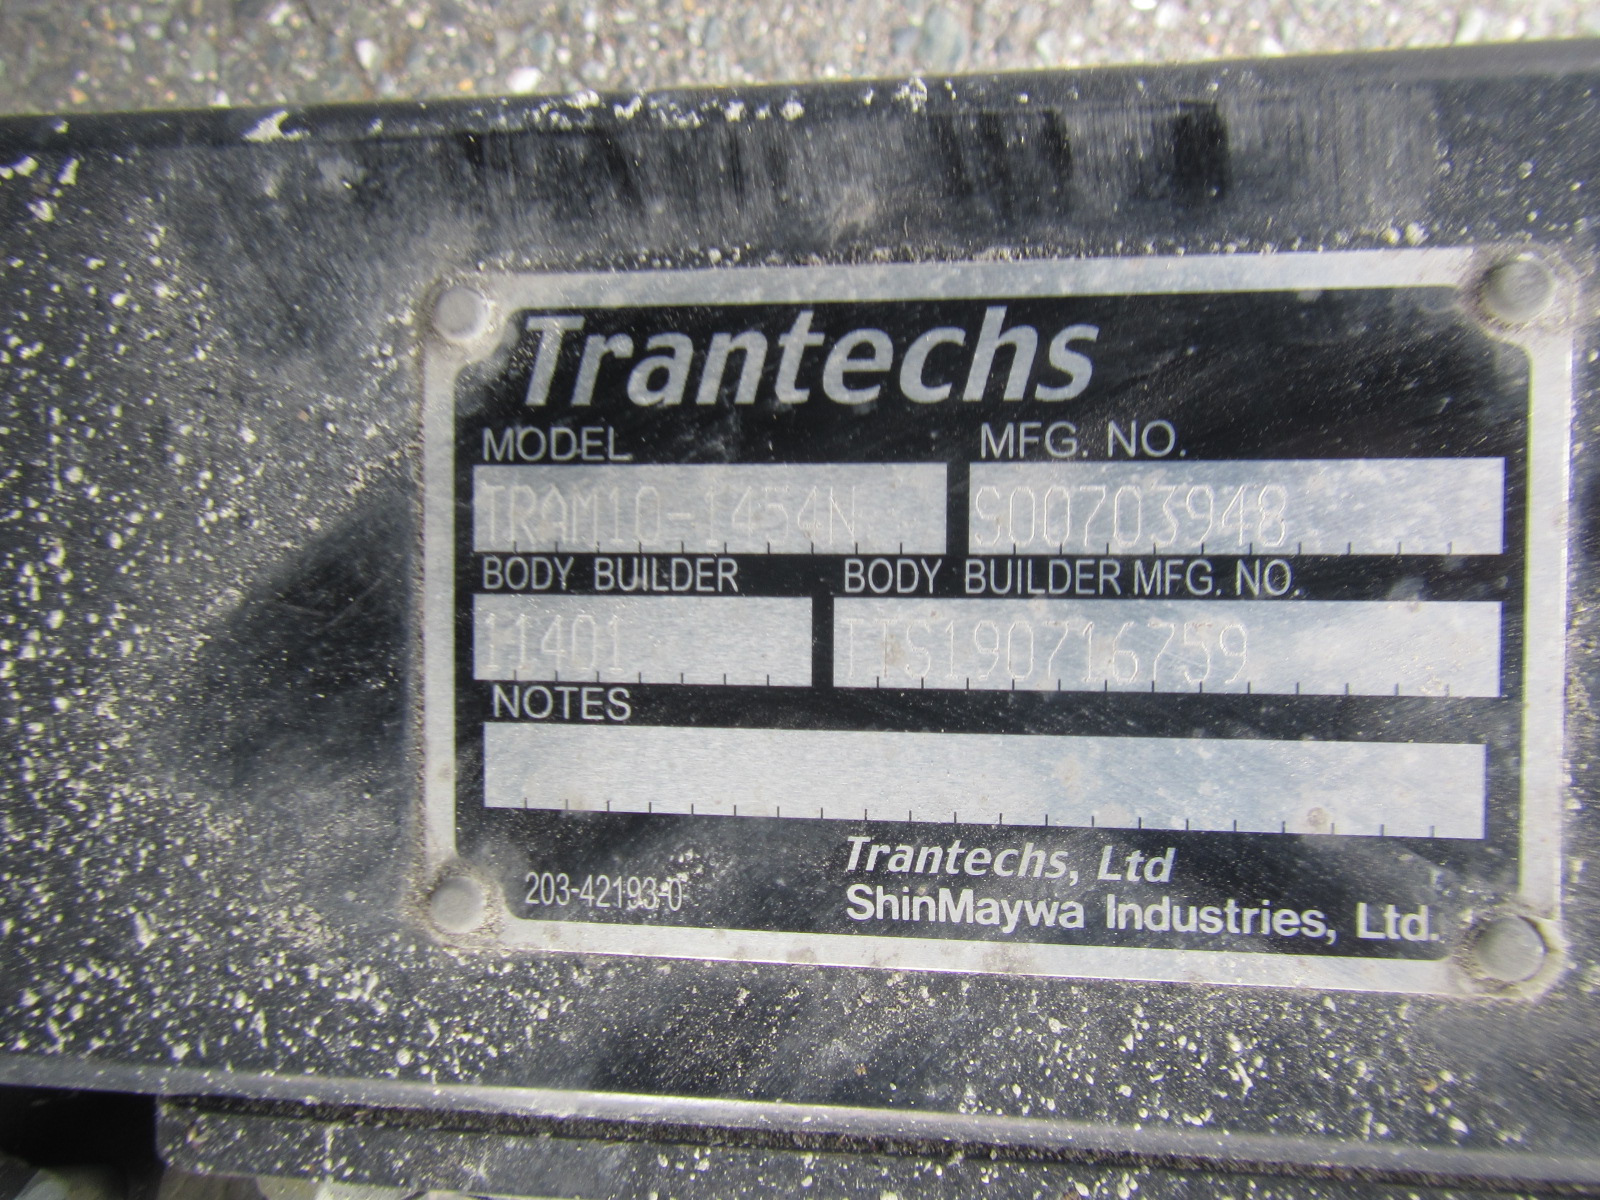 Trantechs
MODEL MFG. NO.
TRAM10-1454N S00703948
BODY BUILDER BODY BUILDER MFG. NO.
11401 TTS190716759
NOTES
Trantechs, Ltd
203-42193-0 ShinMaywa Industries, Ltd.